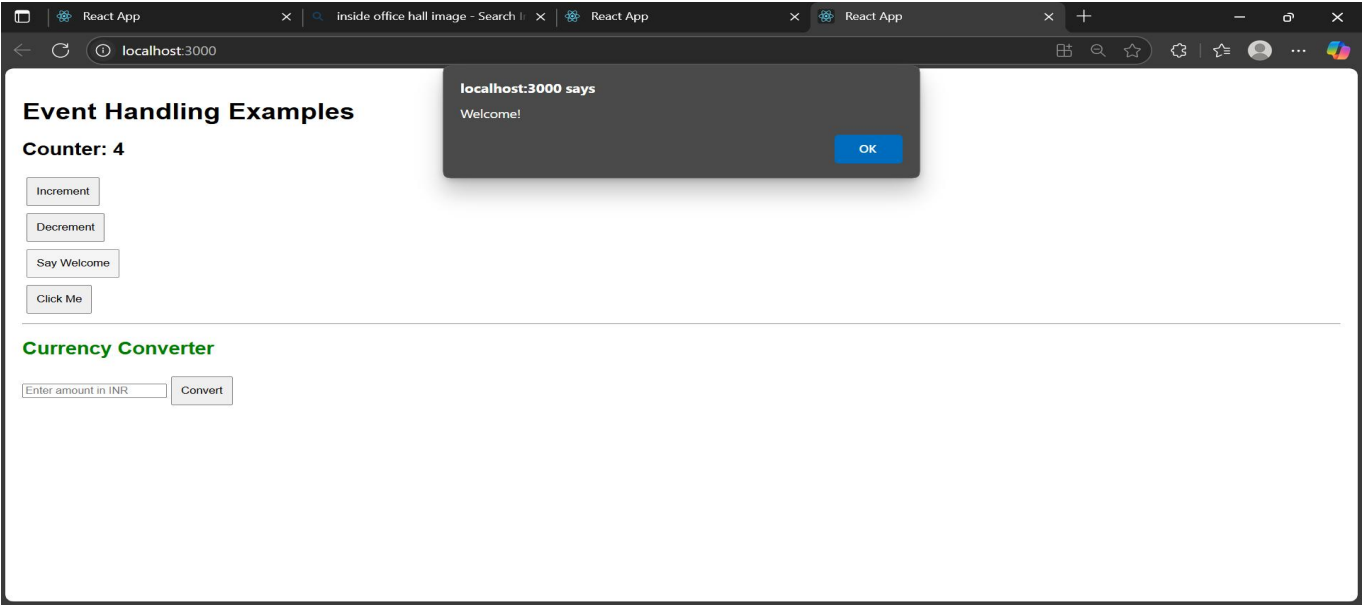 React App
inside office hall image - Search I
React App
React App
localhost:3000
localhost:3000 says
Welcome!
OK
Event Handling Examples
Counter: 4
Increment
Decrement
Say Welcome
Click Me
Currency Converter
Enter amount in INR
Convert